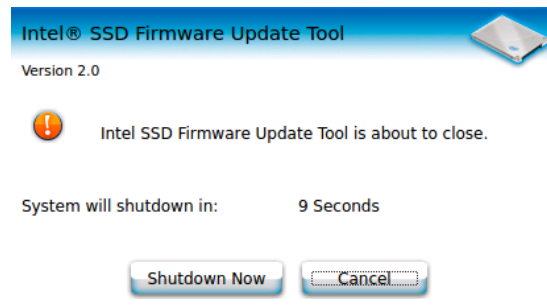 Intel® SSD Firmware Update Tool
Version 2.0
Intel SSD Firmware Update Tool is about to close.
System will shutdown in: 9 Seconds
Shutdown Now Cancel